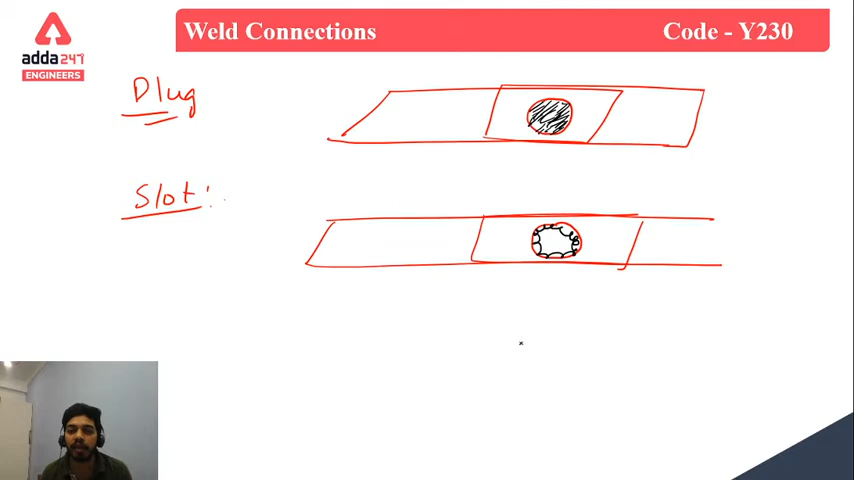 Weld Connections
Code - Y230
adda247
ENGINEERS
Plug
Slot: